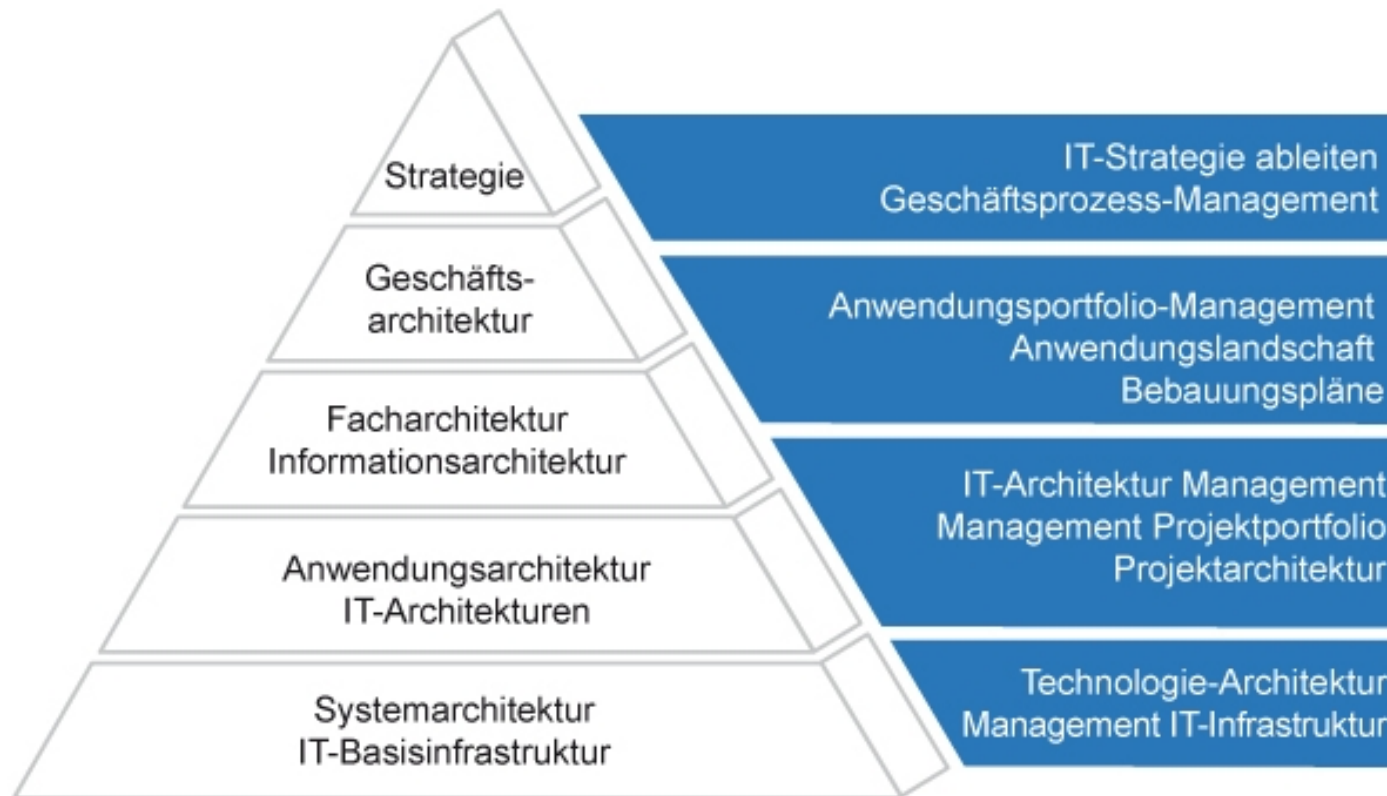 Strategie
Geschäfts-
architektur
Facharchitektur
Informationsarchitektur
Anwendungsarchitektur
IT-Architekturen
Systemarchitektur
IT-Basisinfrastruktur
IT-Strategie ableiten
Geschäftsprozess-Management
Anwendungsportfolio-Management
Anwendungslandschaft
Bebauungspläne
IT-Architektur Management
Management Projektportfolio
Projektarchitektur
Technologie-Architektur
Management IT-Infrastruktur